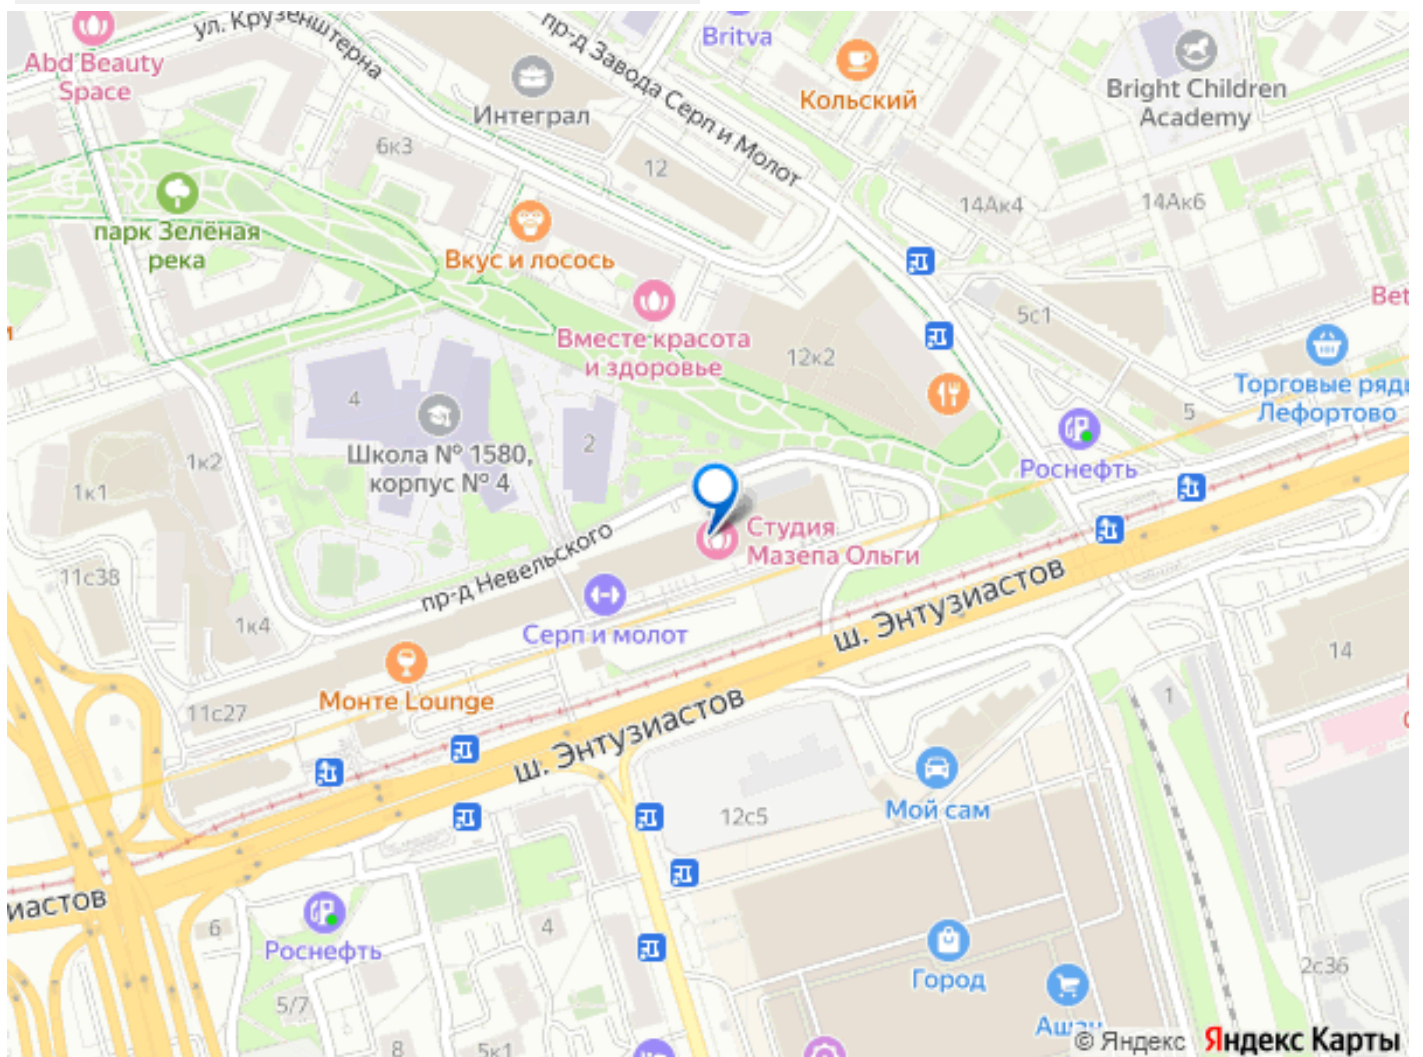 ул. Крузенштерна
пр-д Завода Серп и Молот
Britva
Abd Beauty
Space
Интеграл
Кольский
Bright Children
Academy
6к3
12
14Ак4
14Ак6
парк Зелёная
река
Вкус и лосось
Вместе красота
и здоровье
12к2
5с1
Bet
Торговые ряды
Лефортово
5
4
2
Школа № 1580,
корпус № 4
Роснефть
1к2
1к1
Студия
Мазепа Ольги
пр-д Невельского
11с38
1к4
Серп и молот
ш. Энтузиастов
14
1
Монте Lounge
11с27
ш. Энтузиастов
Мой сам
12с5
зиастов
6
Роснефть
4
Город
2с36
5/7
Ашан
8
5к1
© Яндекс Яндекс Карты